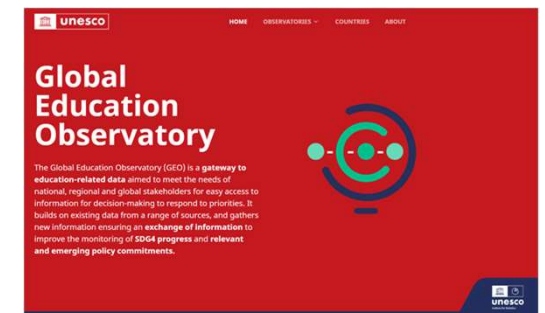 unesco
HOME OBSERVATORIES COUNTRIES ABOUT
Global
Education
Observatory
The Global Education Observatory (GEO) is a gateway to
education-related data aimed to meet the needs of
national, regional and global stakeholders for easy access to
information for decision-making to respond to priorities. It
builds on existing data from a range of sources, and gathers
new information ensuring an exchange of information to
improve the monitoring of SDG4 progress and relevant
and emerging policy commitments.
unesco